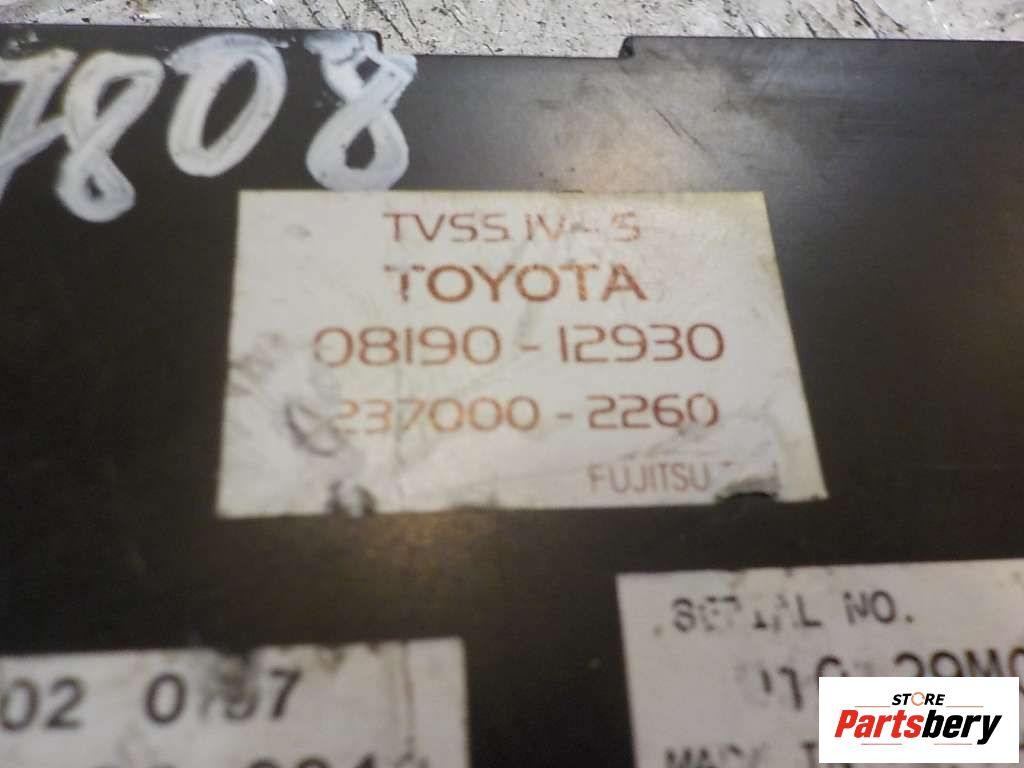 7808
TVSS IV-S
TOYOTA
08190-12930
237000-2260
FUJITSU
SERIAL NO.
02 0
STORE
Partsbery